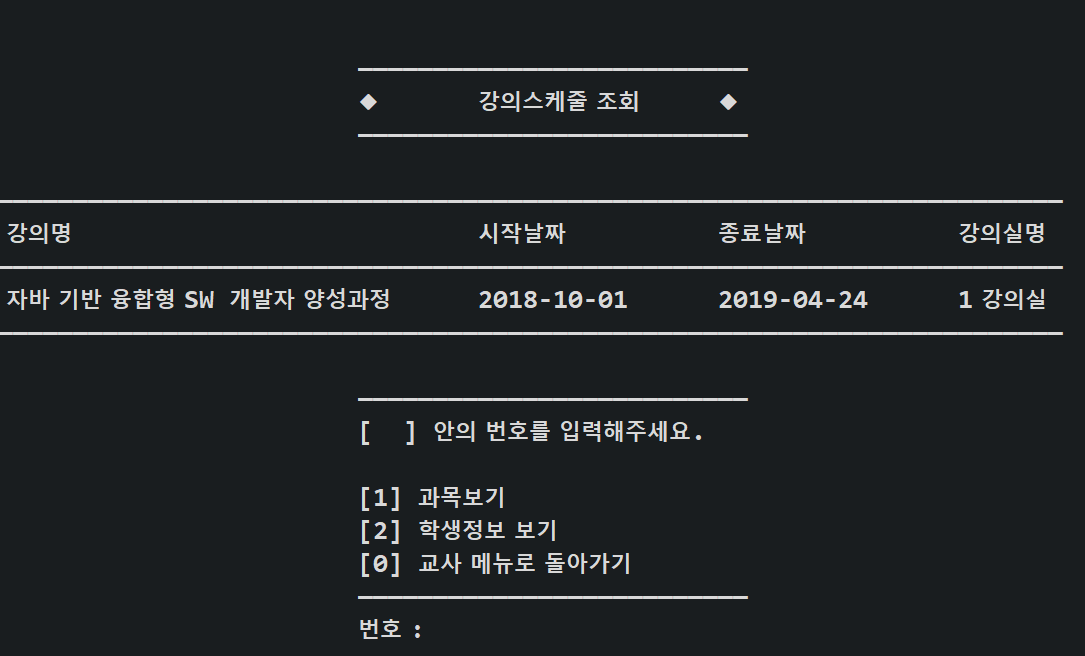 ◆ 강의스케줄 조회 ◆
강의명 시작날짜 종료날짜 강의실명
자바 기반 융합형 SW 개발자 양성과정 2018-10-01 2019-04-24 1 강의실
[ ] 안의 번호를 입력해주세요.
[1] 과목보기
[2] 학생정보 보기
[0] 교사 메뉴로 돌아가기
번호 :